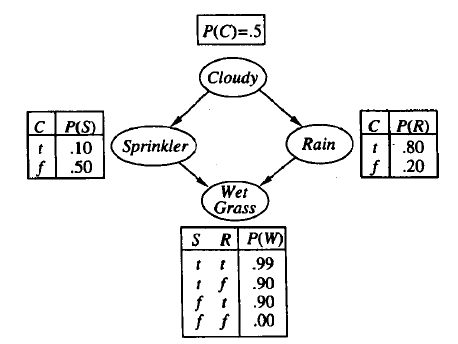 P(C)=.5
Cloudy
C P(S)
t .10
f .50
Sprinkler
Rain
C P(R)
t .80
f .20
Wet
Grass
S R P(W)
t t .99
t f .90
f t .90
f f .00